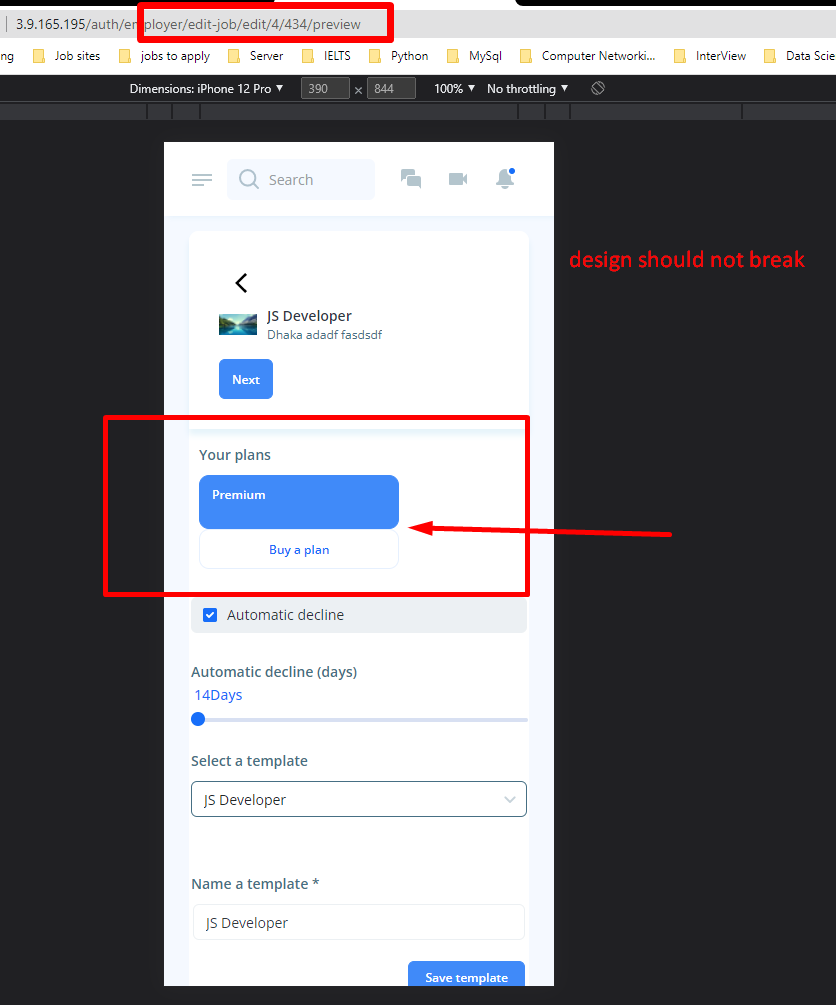 3.9.165.195/auth/employer/edit-job/edit/4/434/preview
ng Job sites jobs to apply Server IELTS Python MySql Computer Networki... InterView Data Scie
Dimensions: iPhone 12 Pro ▼ 390 × 844 100% ▼ No throttling ▼
Search
design should not break
JS Developer
Dhaka adadf fasdsdf
Next
Your plans
Premium
Buy a plan
Automatic decline
Automatic decline (days)
14Days
Select a template
JS Developer
Name a template *
JS Developer
Save template